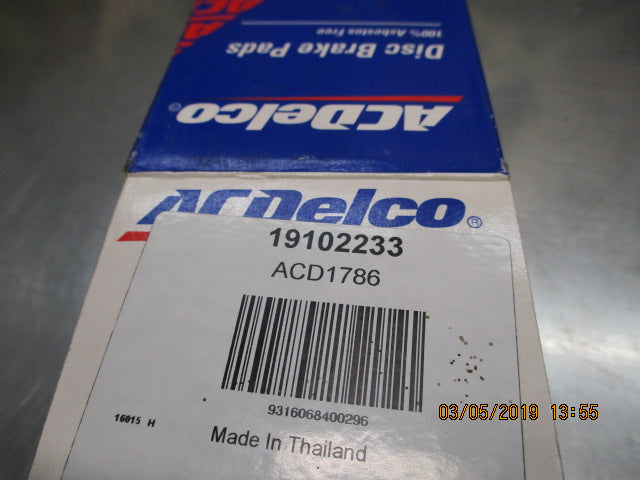 100% Asbestos Free
Disc Brake Pads
ACDelco®
ACDelco®
19102233
ACD1786
9316068400296
16015 H
Made In Thailand
03/05/2019 13:55